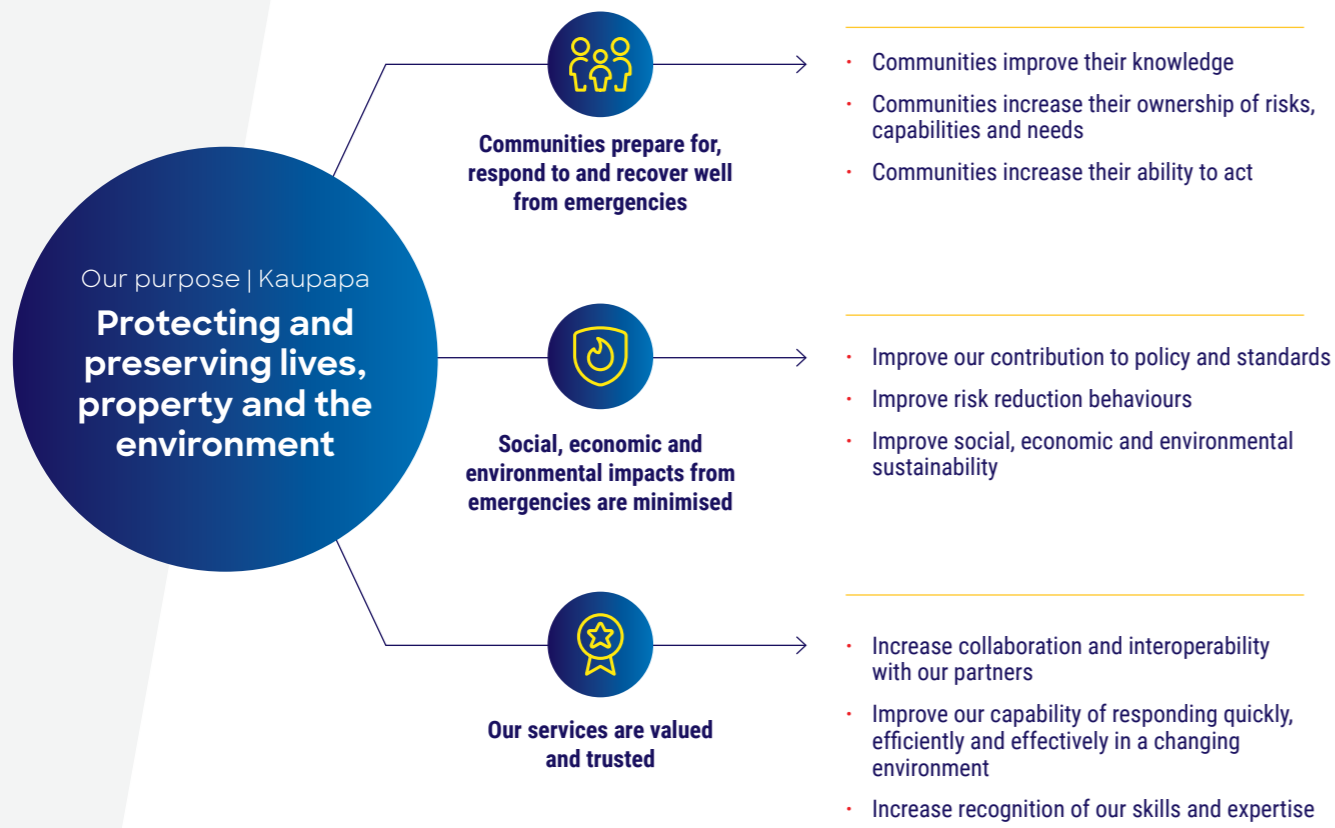 Our purpose | Kaupapa
Protecting and
preserving lives,
property and the
environment
Communities prepare for,
respond to and recover well
from emergencies
· Communities improve their knowledge
· Communities increase their ownership of risks,
capabilities and needs
· Communities increase their ability to act
Social, economic and
environmental impacts from
emergencies are minimised
· Improve our contribution to policy and standards
· Improve risk reduction behaviours
· Improve social, economic and environmental
sustainability
Our services are valued
and trusted
· Increase collaboration and interoperability
with our partners
· Improve our capability of responding quickly,
efficiently and effectively in a changing
environment
· Increase recognition of our skills and expertise